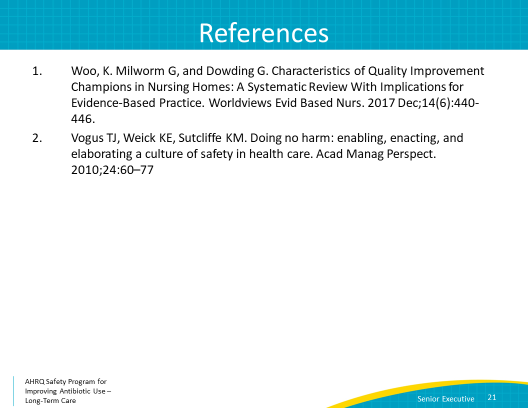 References
1. Woo, K. Milworm G, and Dowding G. Characteristics of Quality Improvement
Champions in Nursing Homes: A Systematic Review With Implications for
Evidence-Based Practice. Worldviews Evid Based Nurs. 2017 Dec;14(6):440-
446.
2. Vogus TJ, Weick KE, Sutcliffe KM. Doing no harm: enabling, enacting, and
elaborating a culture of safety in health care. Acad Manag Perspect.
2010;24:60–77
AHRQ Safety Program for
Improving Antibiotic Use –
Long-Term Care
Senior Executive 21